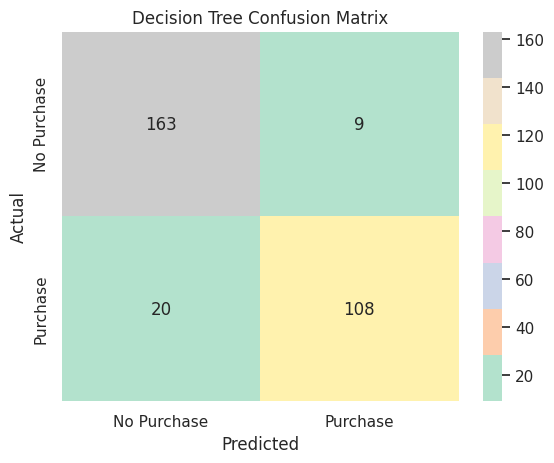 Decision Tree Confusion Matrix
No Purchase
Purchase
Actual
163
9
20
108
No Purchase
Purchase
Predicted
160
140
120
100
80
60
40
20